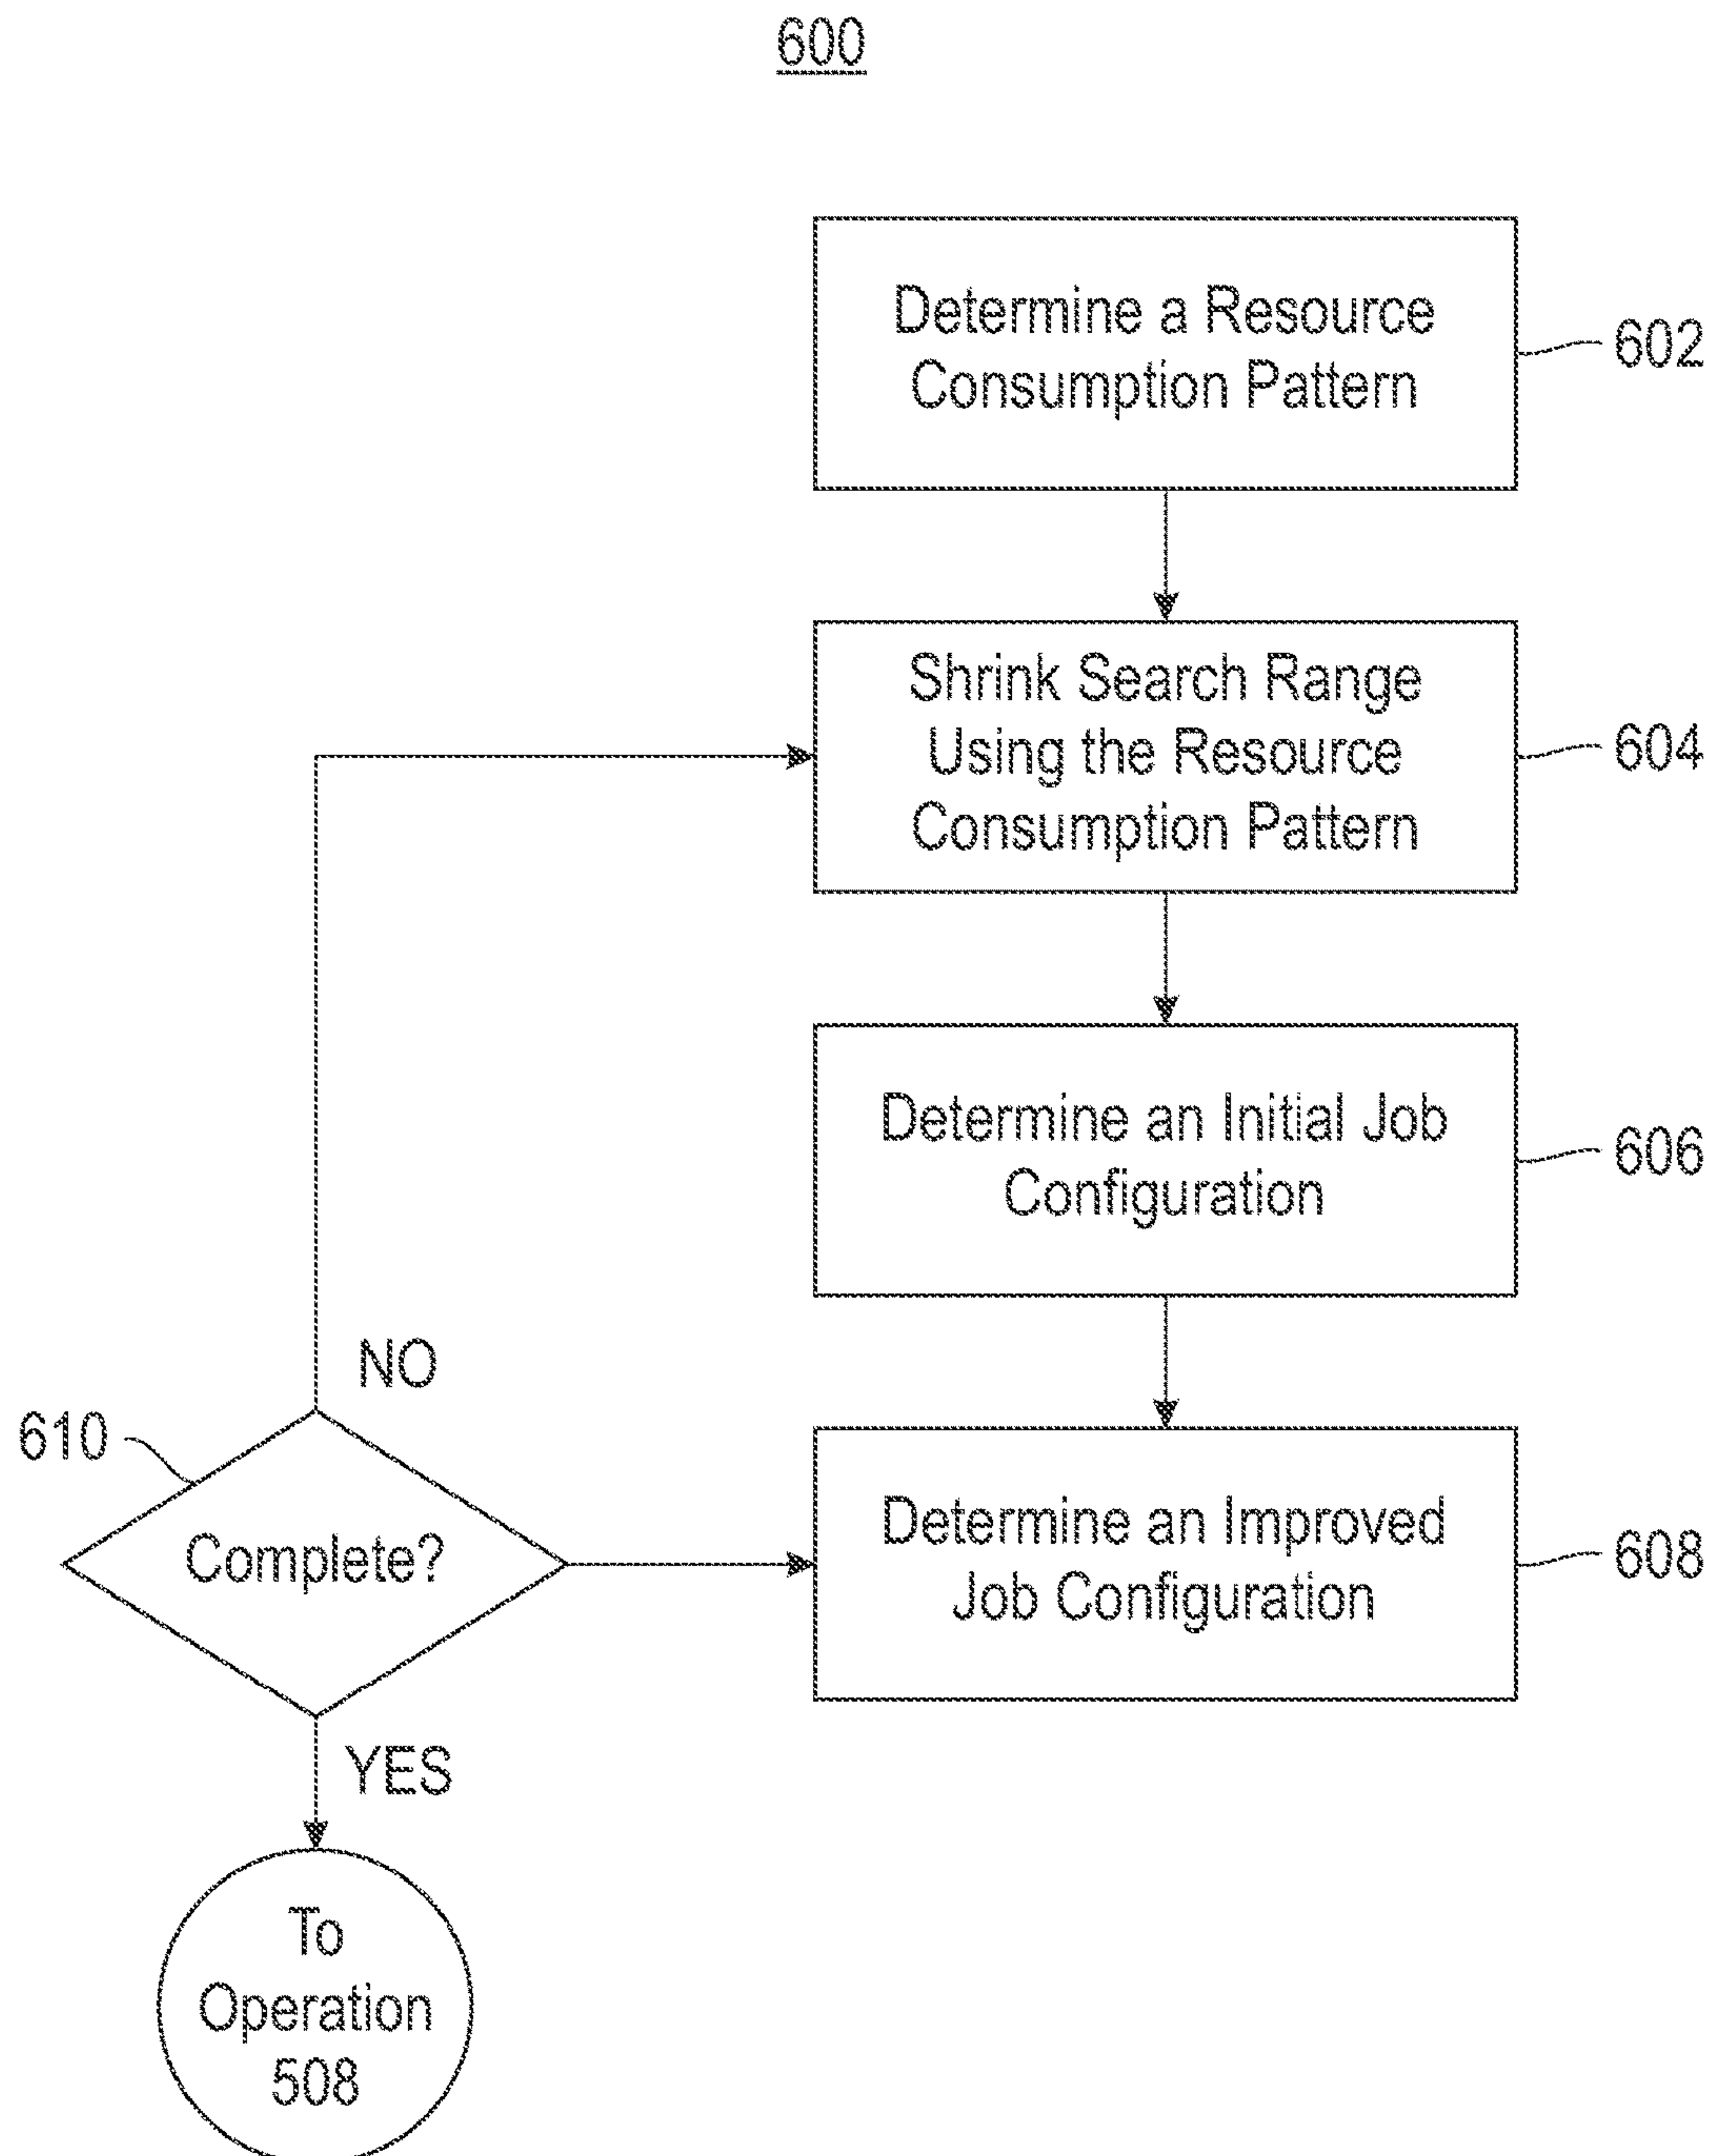 600
Determine a Resource
Consumption Pattern
602
Shrink Search Range
Using the Resource
Consumption Pattern
604
Determine an Initial Job
Configuration
606
NO
610
Complete?
Determine an Improved
Job Configuration
608
YES
To
Operation
508